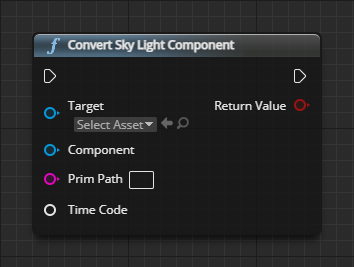 f Convert Sky Light Component
Target Return Value
Select Asset
Component
Prim Path
Time Code